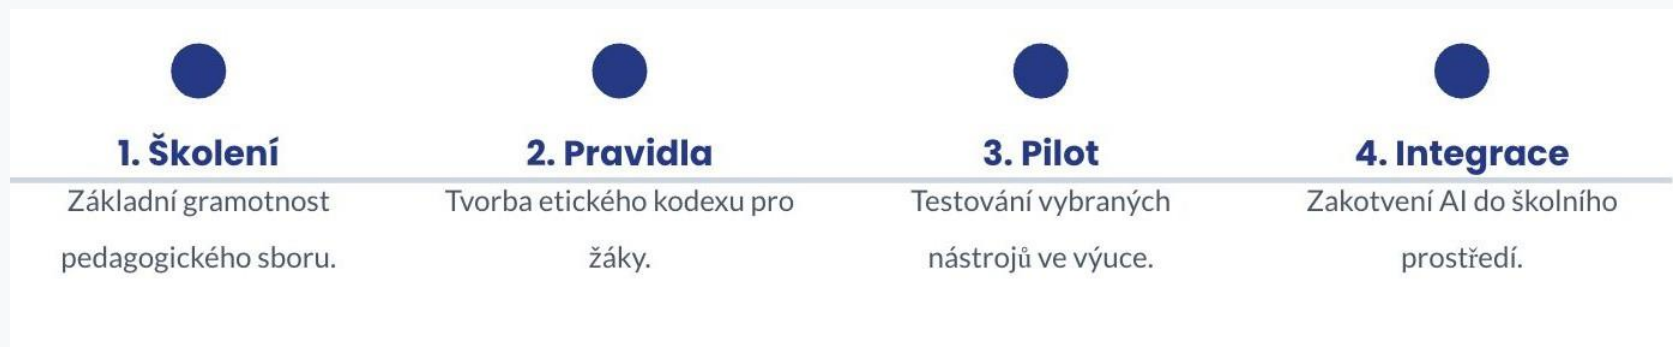 1. Školení
Základní gramotnost
pedagogického sboru.
2. Pravidla
Tvorba etického kodexu pro
žáky.
3. Pilot
Testování vybraných
nástrojů ve výuce.
4. Integrace
Zakotvení AI do školního
prostředí.